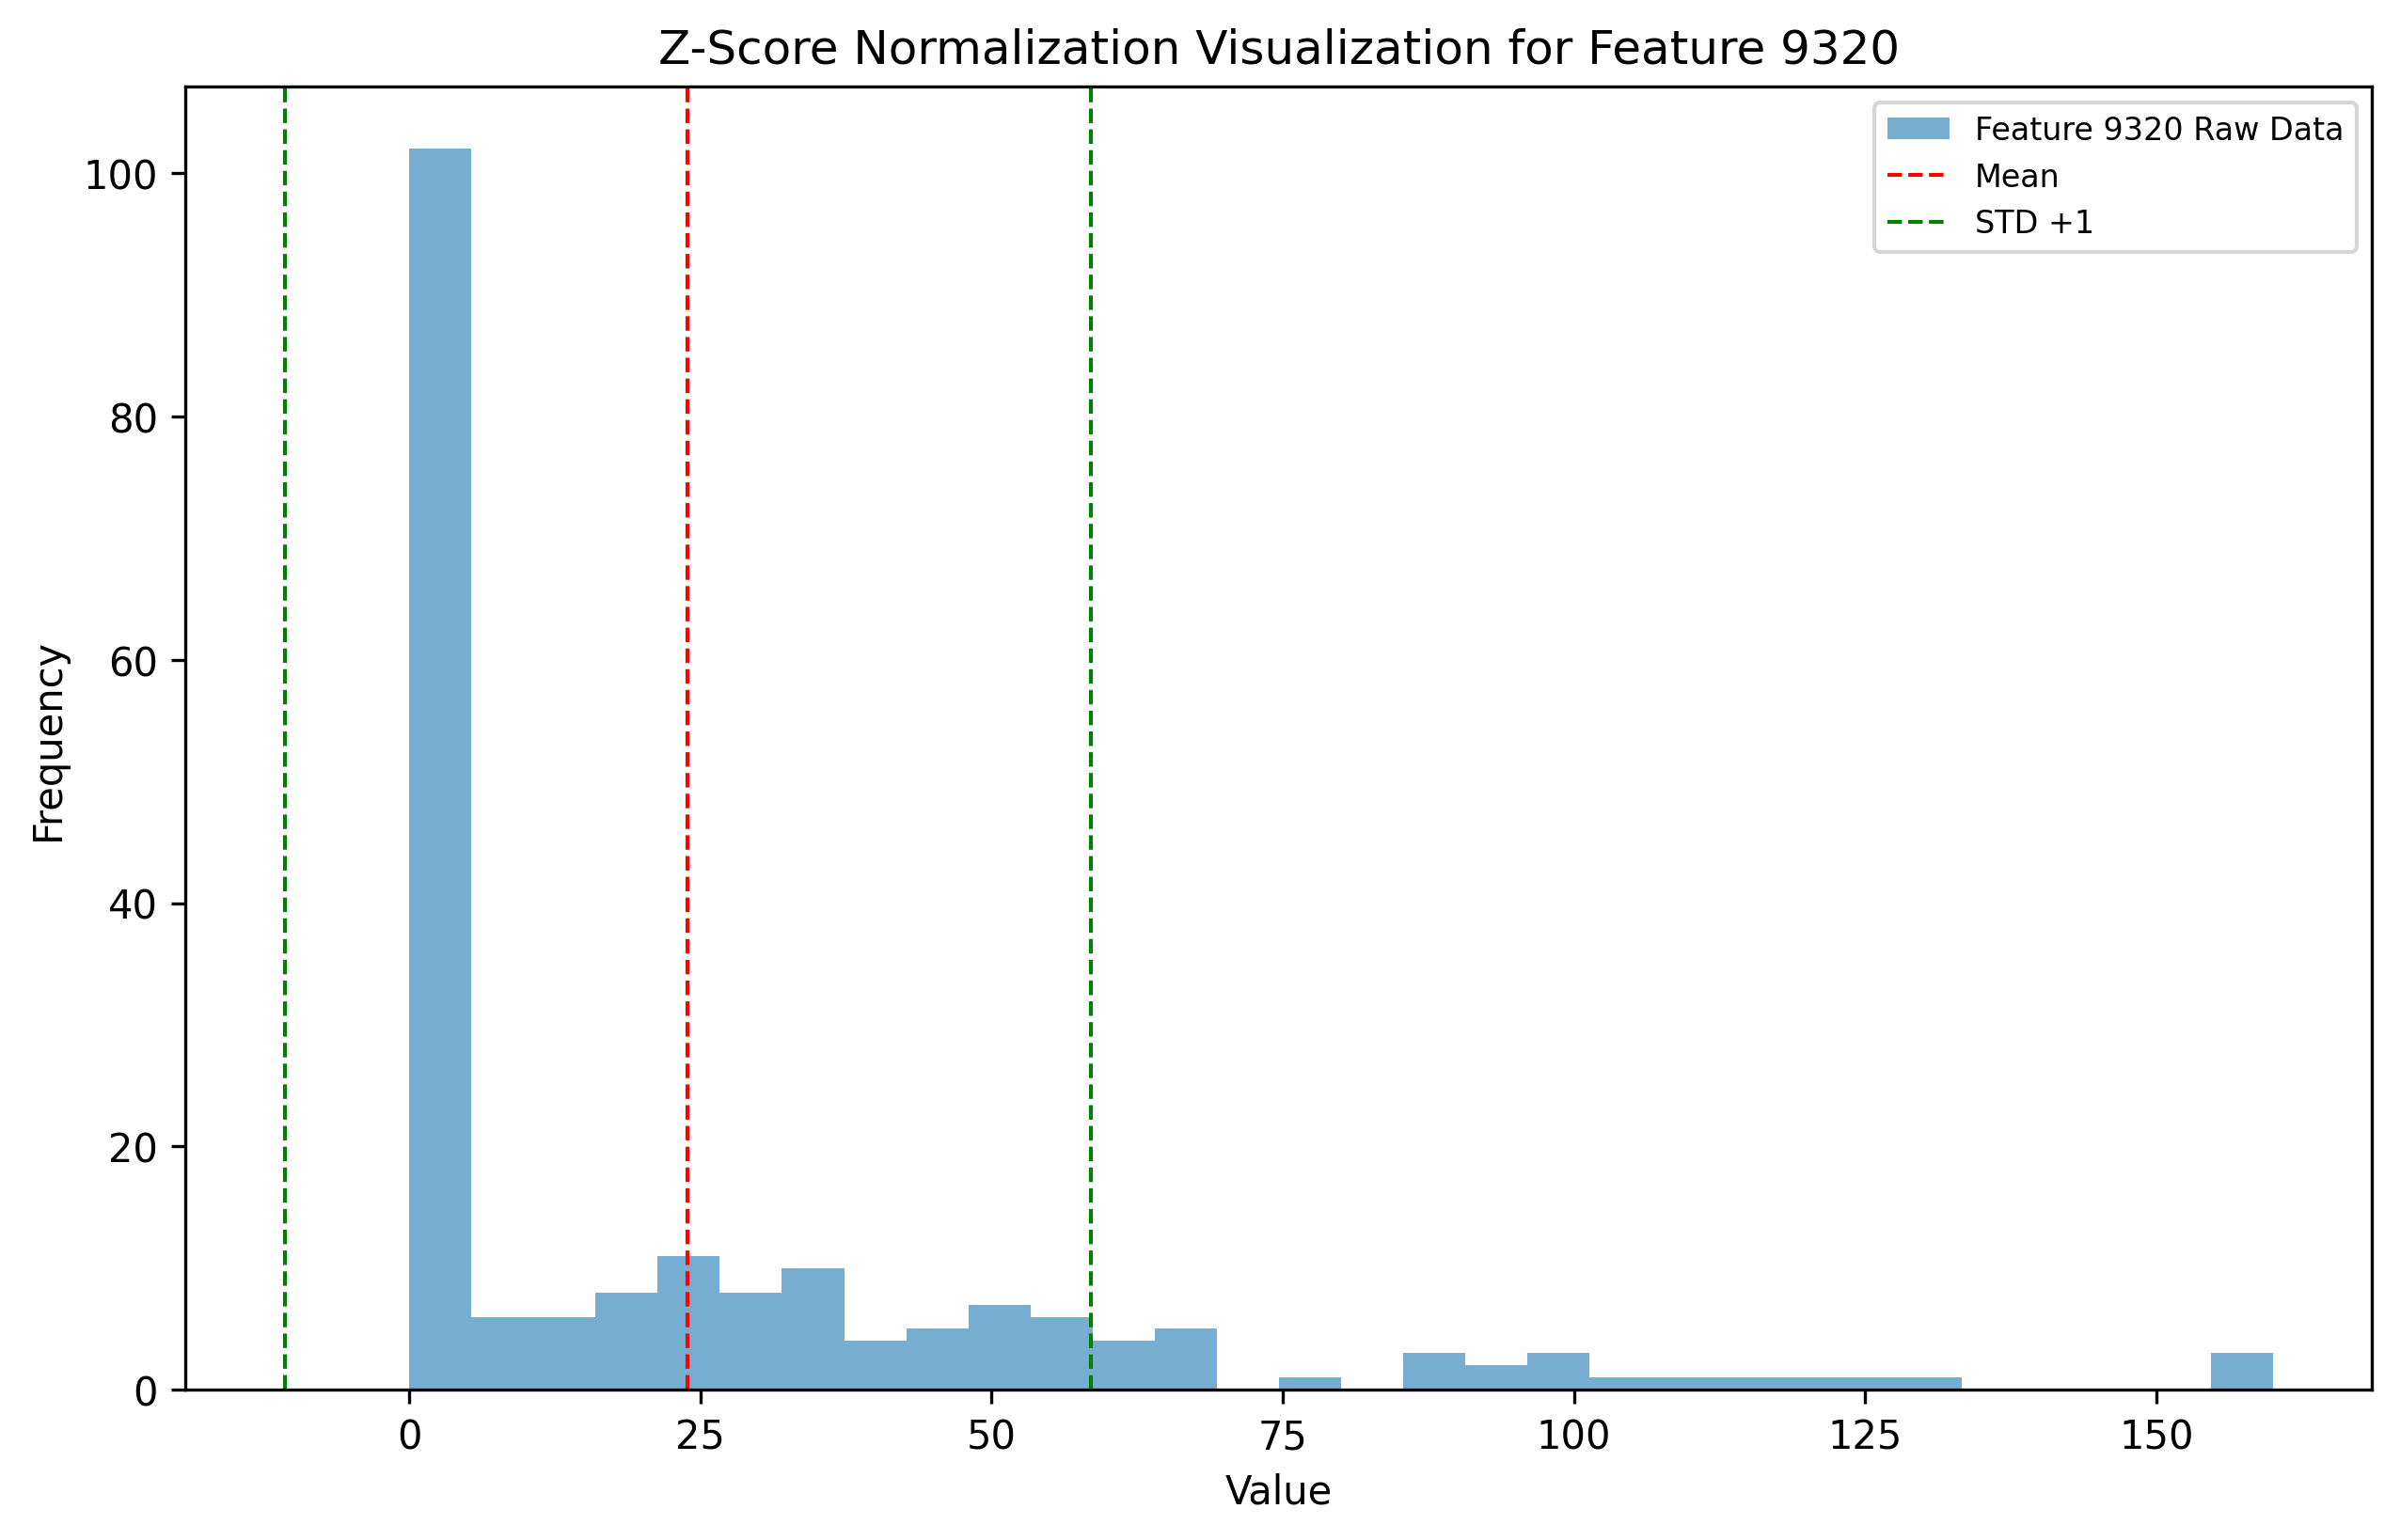 Z-Score Normalization Visualization for Feature 9320
Feature 9320 Raw Data
Mean
STD +1
100
80
60
40
20
0
Frequency
0 25 50 75 100 125 150
Value